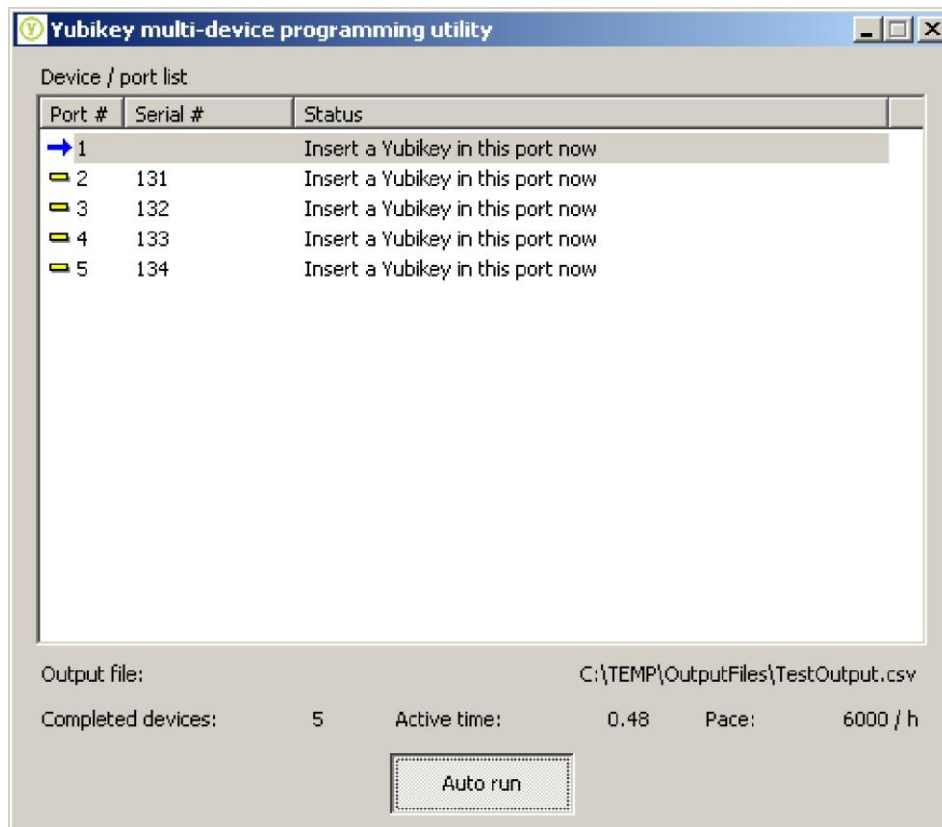 Yubikey multi-device programming utility
Device / port list
Port # Serial # Status
1 Insert a Yubikey in this port now
2 131 Insert a Yubikey in this port now
3 132 Insert a Yubikey in this port now
4 133 Insert a Yubikey in this port now
5 134 Insert a Yubikey in this port now
Output file: C:\TEMP\OutputFiles\TestOutput.csv
Completed devices: 5 Active time: 0.48 Pace: 6000 / h
Auto run